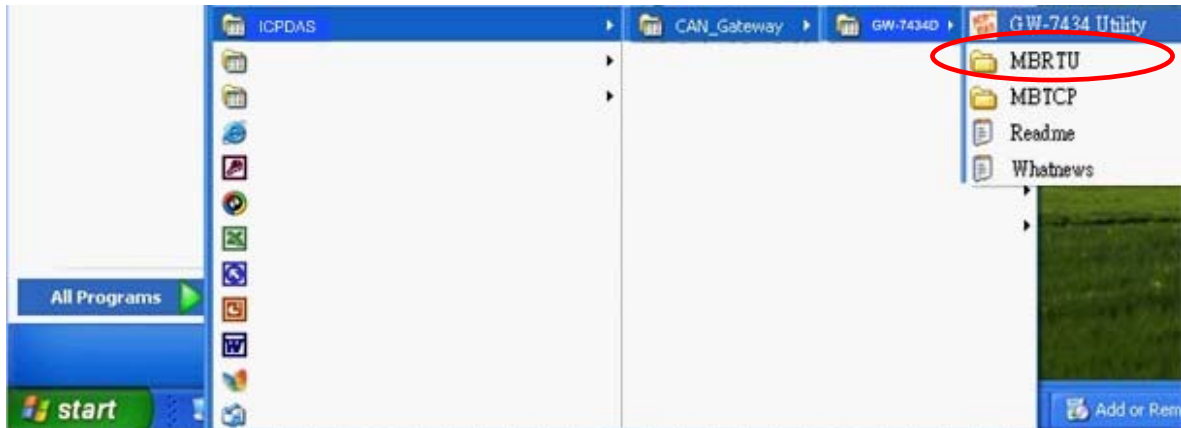 ICPDAS
CAN_Gateway
GW-7434D
GW-7434 Utility
MBRTU
MBTCP
Readme
Whatnews
All Programs
start
Add or Rem